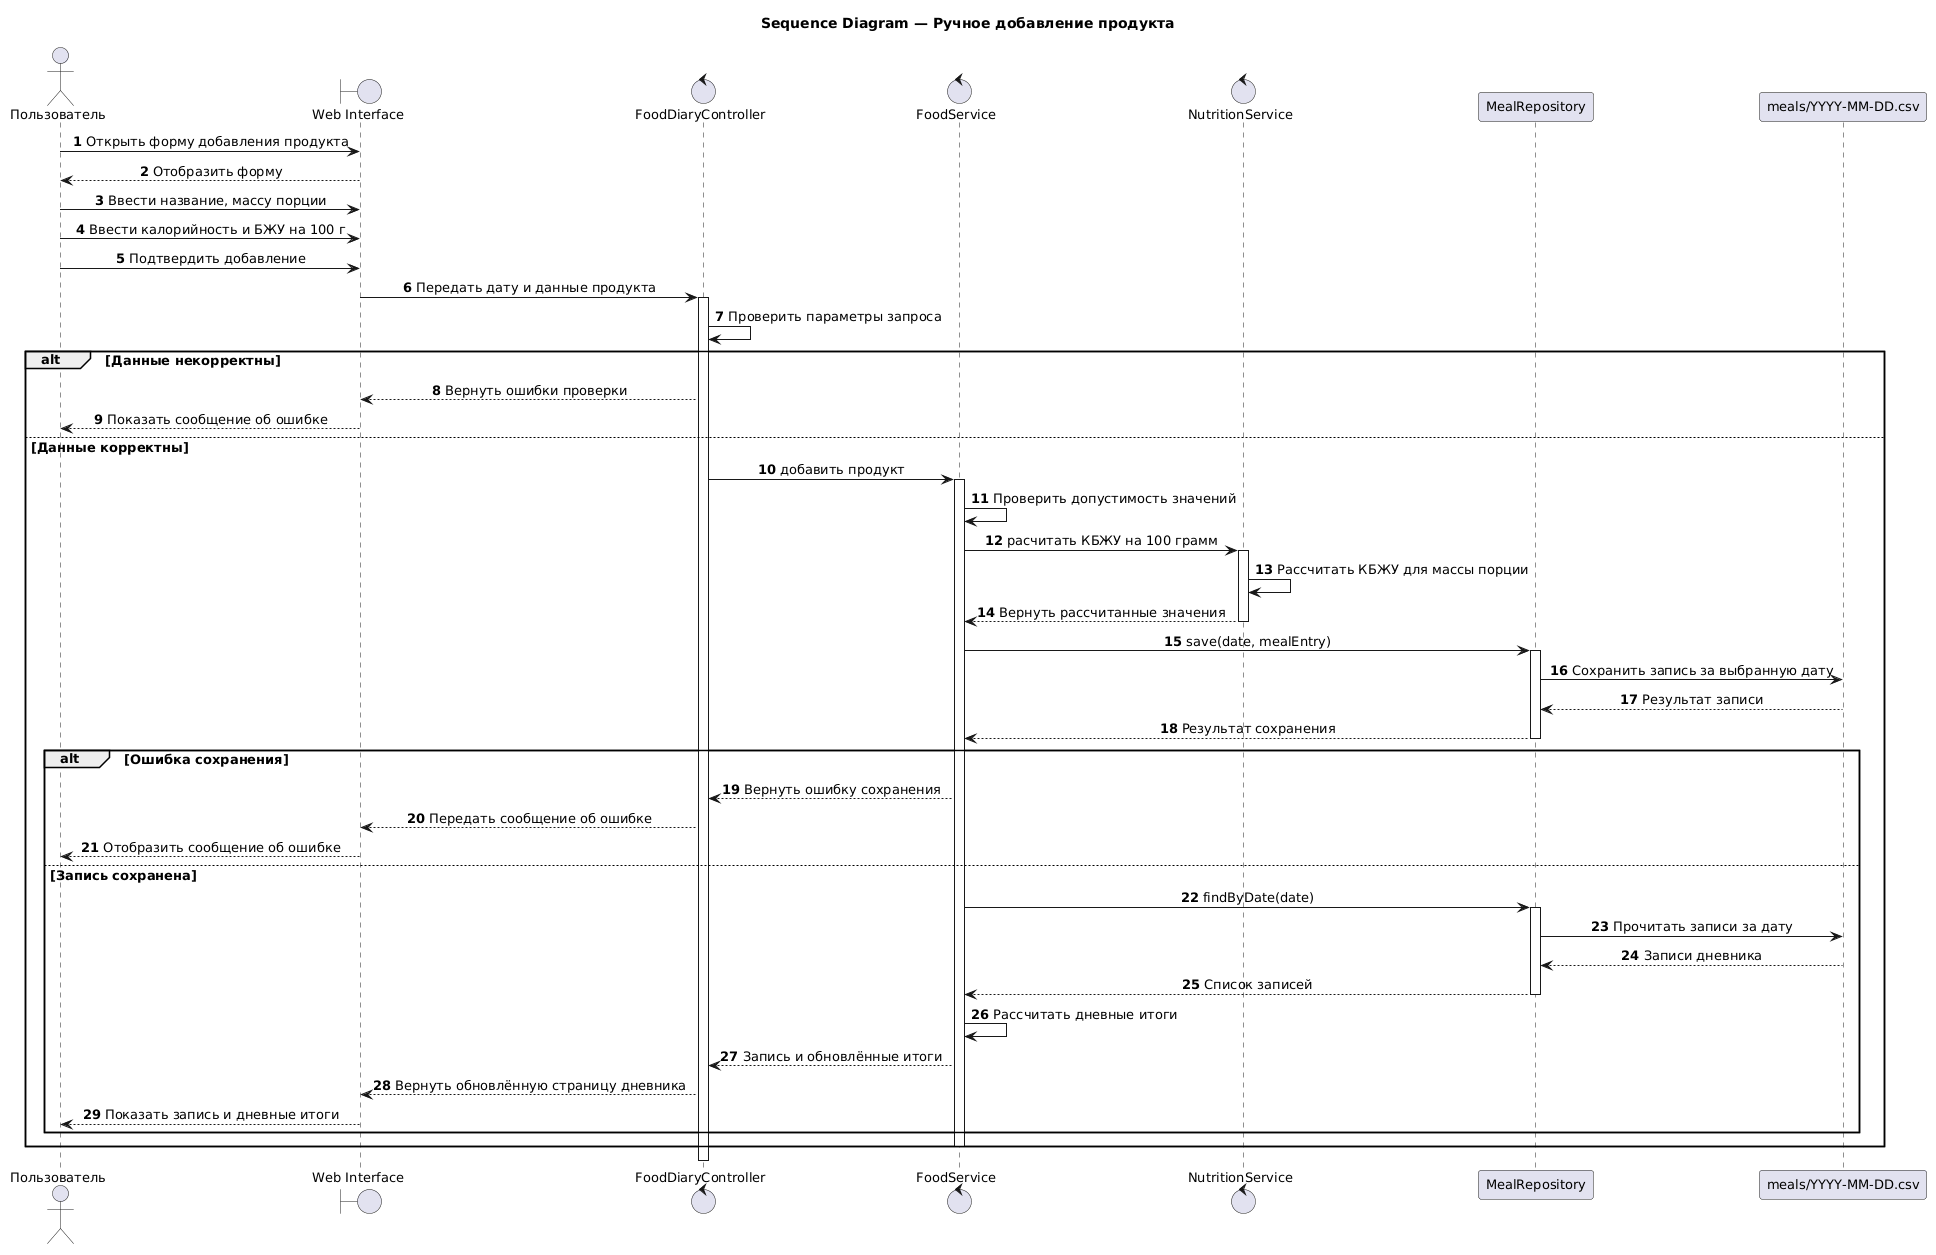 Sequence Diagram — Ручное добавление продукта
Пользователь
Web Interface
FoodDiaryController
FoodService
NutritionService
MealRepository
meals/YYYY-MM-DD.csv
1 Открыть форму добавления продукта
2 Отобразить форму
3 Ввести название, массу порции
4 Ввести калорийность и БЖУ на 100 г
5 Подтвердить добавление
6 Передать дату и данные продукта
7 Проверить параметры запроса
alt [Данные некорректны]
8 Вернуть ошибки проверки
9 Показать сообщение об ошибке
[Данные корректны]
10 добавить продукт
11 Проверить допустимость значений
12 расчитать КБЖУ на 100 грамм
13 Рассчитать КБЖУ для массы порции
14 Вернуть рассчитанные значения
15 save(date, mealEntry)
16 Сохранить запись за выбранную дату
17 Результат записи
18 Результат сохранения
alt [Ошибка сохранения]
19 Вернуть ошибку сохранения
20 Передать сообщение об ошибке
21 Отобразить сообщение об ошибке
[Запись сохранена]
22 findByDate(date)
23 Прочитать записи за дату
24 Записи дневника
25 Список записей
26 Рассчитать дневные итоги
27 Запись и обновлённые итоги
28 Вернуть обновлённую страницу дневника
29 Показать запись и дневные итоги
Пользователь
Web Interface
FoodDiaryController
FoodService
NutritionService
MealRepository
meals/YYYY-MM-DD.csv